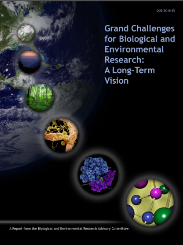 Grand Challenges
for Biological and
Environmental
Research:
A Long-Term
Vision
A Report from the Biological and Environmental Research Advisory Committee